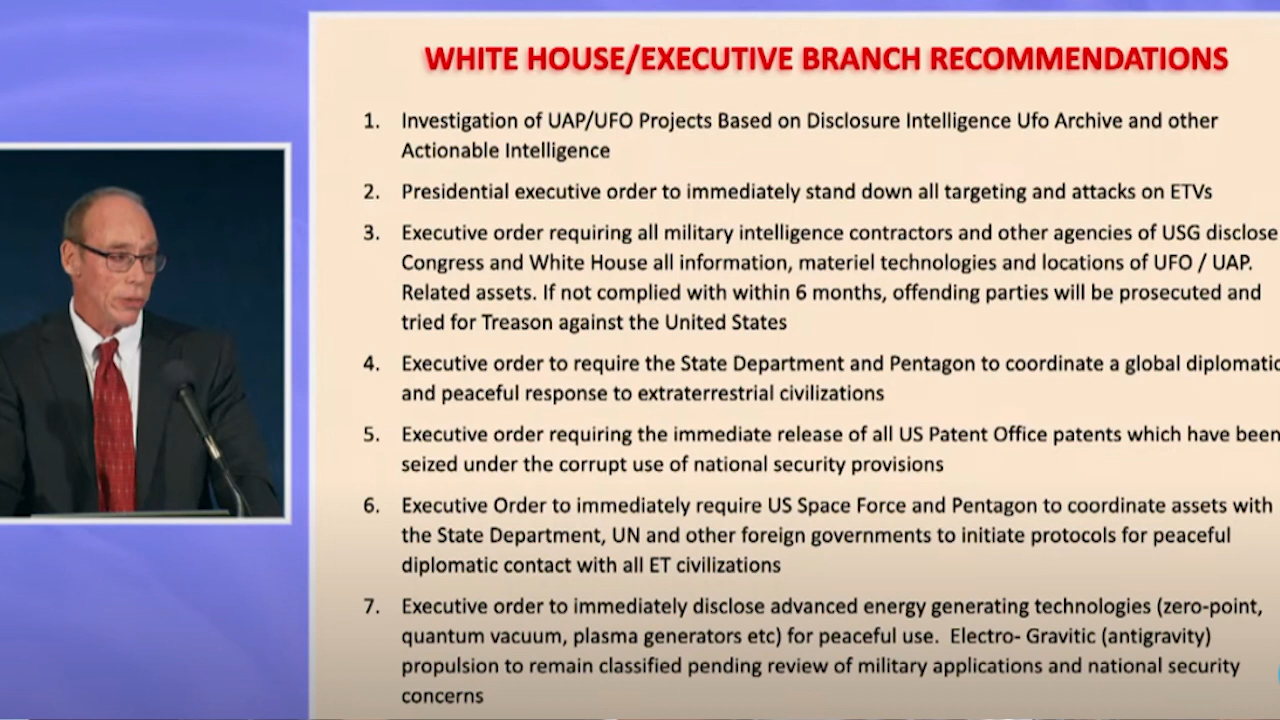 WHITE HOUSE/EXECUTIVE BRANCH RECOMMENDATIONS
1. Investigation of UAP/UFO Projects Based on Disclosure Intelligence Ufo Archive and other
Actionable Intelligence
2. Presidential executive order to immediately stand down all targeting and attacks on ETVs
3. Executive order requiring all military intelligence contractors and other agencies of USG disclose
Congress and White House all information, materiel technologies and locations of UFO / UAP.
Related assets. If not complied with within 6 months, offending parties will be prosecuted and
tried for Treason against the United States
4. Executive order to require the State Department and Pentagon to coordinate a global diplomatic
and peaceful response to extraterrestrial civilizations
5. Executive order requiring the immediate release of all US Patent Office patents which have been
seized under the corrupt use of national security provisions
6. Executive Order to immediately require US Space Force and Pentagon to coordinate assets with
the State Department, UN and other foreign governments to initiate protocols for peaceful
diplomatic contact with all ET civilizations
7. Executive order to immediately disclose advanced energy generating technologies (zero-point,
quantum vacuum, plasma generators etc) for peaceful use. Electro- Gravitic (antigravity)
propulsion to remain classified pending review of military applications and national security
concerns